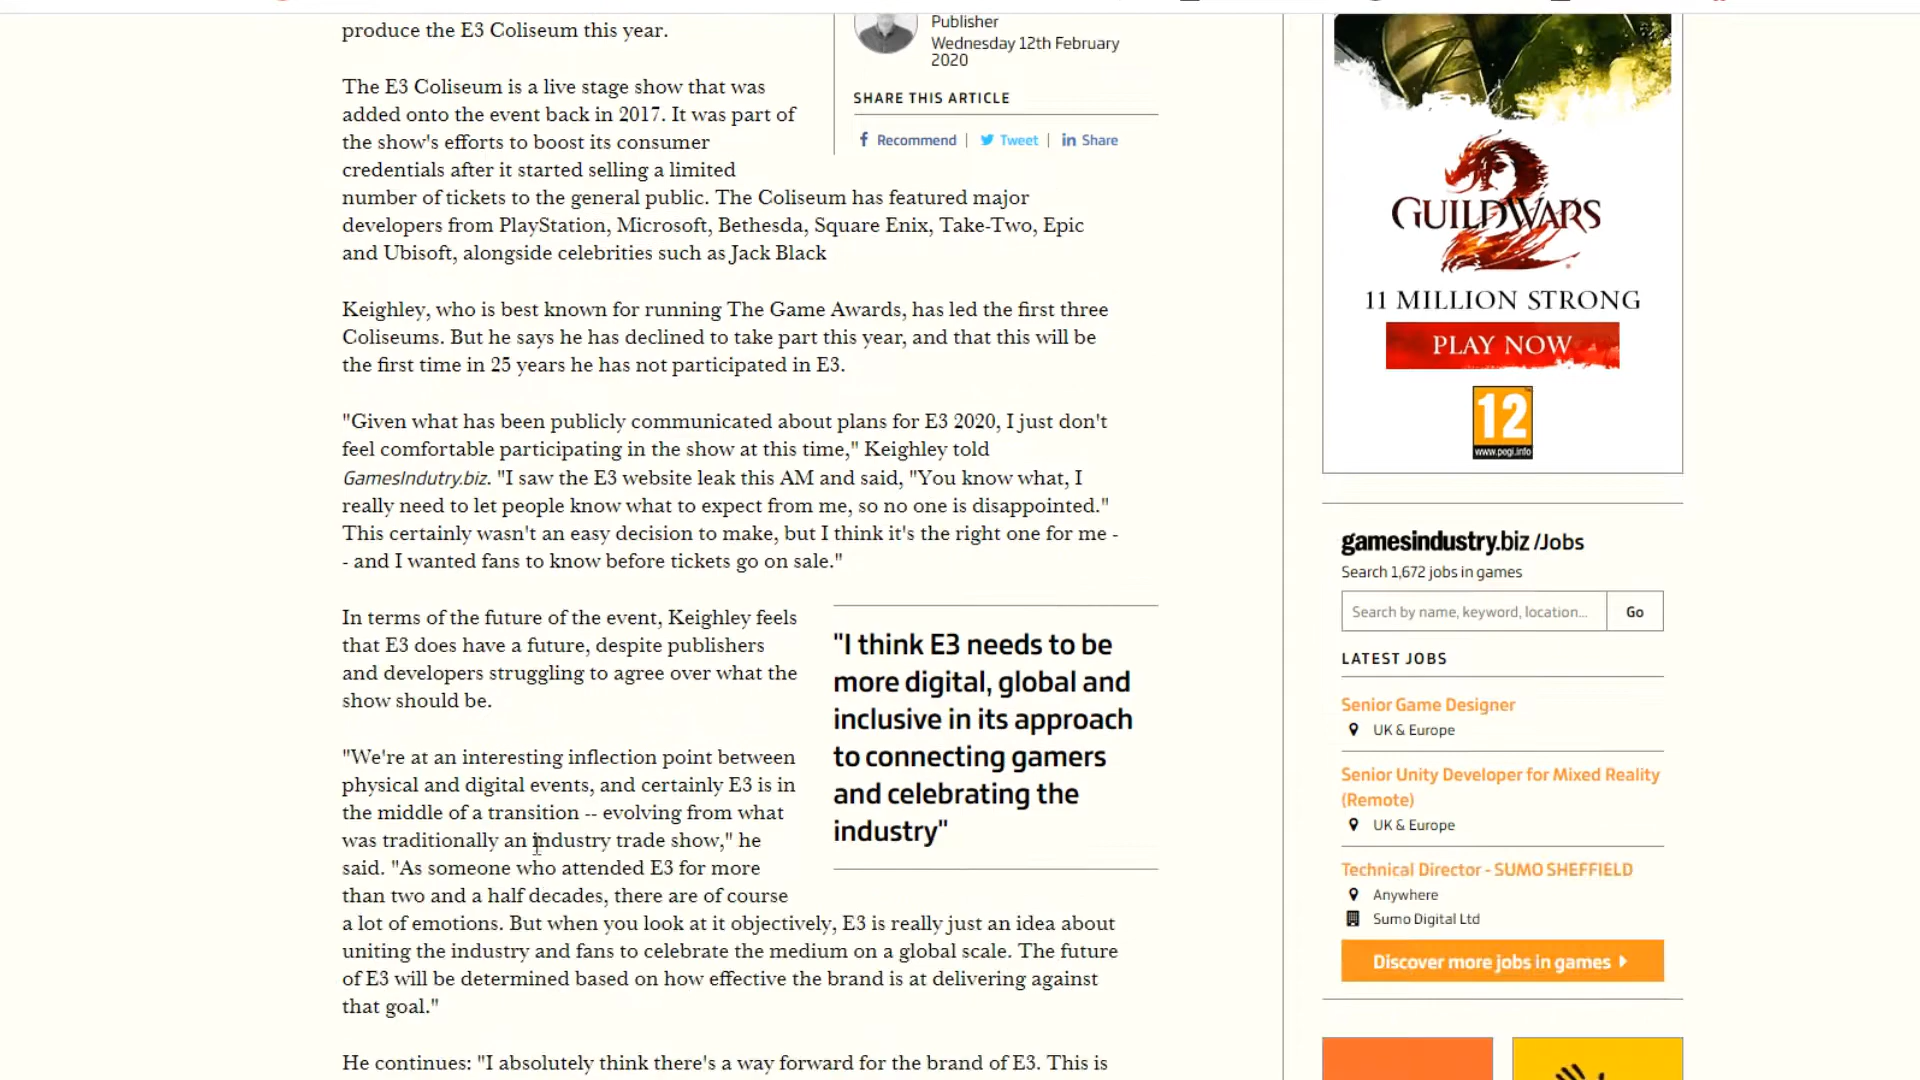 produce the E3 Coliseum this year.
The E3 Coliseum is a live stage show that was
added onto the event back in 2017. It was part of
the show's efforts to boost its consumer
credentials after it started selling a limited
number of tickets to the general public. The Coliseum has featured major
developers from PlayStation, Microsoft, Bethesda, Square Enix, Take-Two, Epic
and Ubisoft, alongside celebrities such as Jack Black
Keighley, who is best known for running The Game Awards, has led the first three
Coliseums. But he says he has declined to take part this year, and that this will be
the first time in 25 years he has not participated in E3.
"Given what has been publicly communicated about plans for E3 2020, I just don't
feel comfortable participating in the show at this time," Keighley told
GamesIndutry.biz. "I saw the E3 website leak this AM and said, "You know what, I
really need to let people know what to expect from me, so no one is disappointed."
This certainly wasn't an easy decision to make, but I think it's the right one for me -
- and I wanted fans to know before tickets go on sale."
In terms of the future of the event, Keighley feels
that E3 does have a future, despite publishers
and developers struggling to agree over what the
show should be.
"We're at an interesting inflection point between
physical and digital events, and certainly E3 is in
the middle of a transition -- evolving from what
was traditionally an industry trade show," he
said. "As someone who attended E3 for more
than two and a half decades, there are of course
a lot of emotions. But when you look at it objectively, E3 is really just an idea about
uniting the industry and fans to celebrate the medium on a global scale. The future
of E3 will be determined based on how effective the brand is at delivering against
that goal."
He continues: "I absolutely think there's a way forward for the brand of E3. This is
Publisher
Wednesday 12th February
2020
SHARE THIS ARTICLE
Recommend | Tweet | Share
"I think E3 needs to be
more digital, global and
inclusive in its approach
to connecting gamers
and celebrating the
industry"
GUILD WARS
2
11 MILLION STRONG
PLAY NOW
12
www.pegi.info
gamesindustry.biz /Jobs
Search 1,672 jobs in games
Search by name, keyword, location... Go
LATEST JOBS
Senior Game Designer
UK & Europe
Senior Unity Developer for Mixed Reality
(Remote)
UK & Europe
Technical Director - SUMO SHEFFIELD
Anywhere
Sumo Digital Ltd
Discover more jobs in games